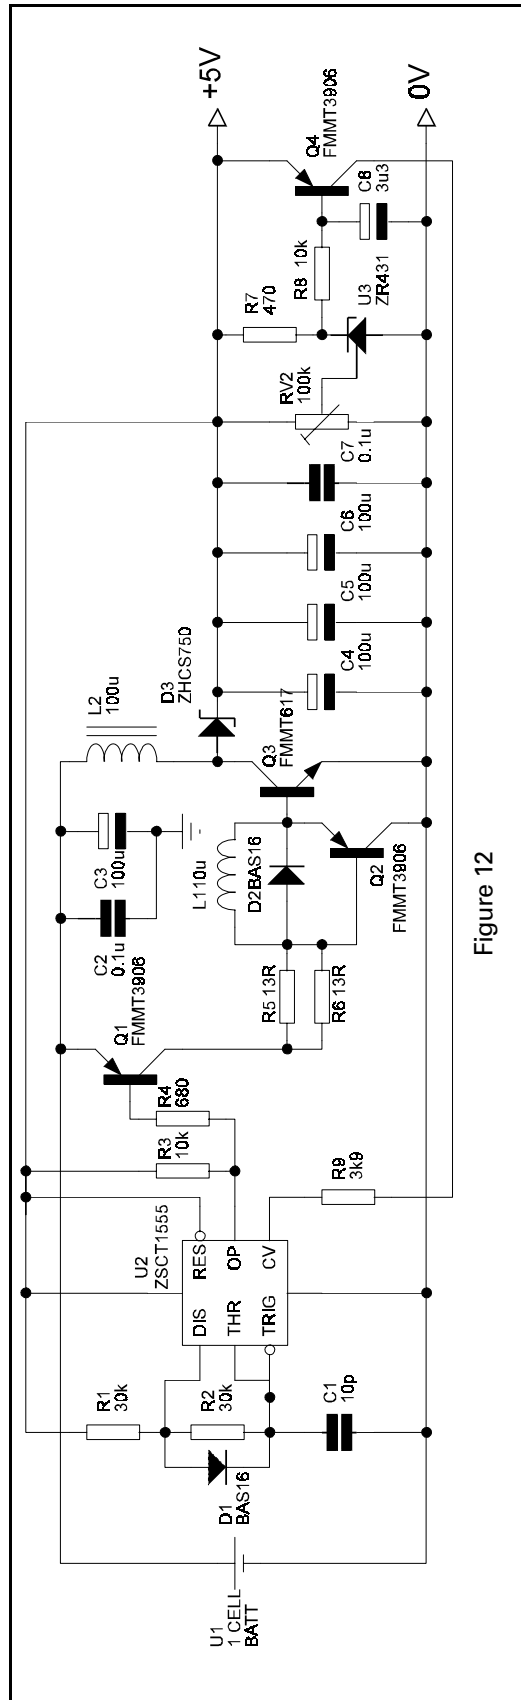 U1
1 CELL
BATT
D1
BAS16
R1
30k
R2
30k
C1
10p
U2
ZSCT1555
DIS
THR
TRIG
RES
OP
CV
R3
10k
R4
680
R9
3k9
Q1
FMMT3906
C2
0.1u
C3
100u
R5 13R
R6 13R
L1 10u
D2 BAS16
Q2
FMMT3906
L2
100u
D3
ZHCS750
Q3
FMMT617
C4
100u
C5
100u
C6
100u
C7
0.1u
RV2
100k
R7
470
R8 10k
U3
ZR431
C8
3u3
Q4
FMMT3906
+5V
0V
Figure 12